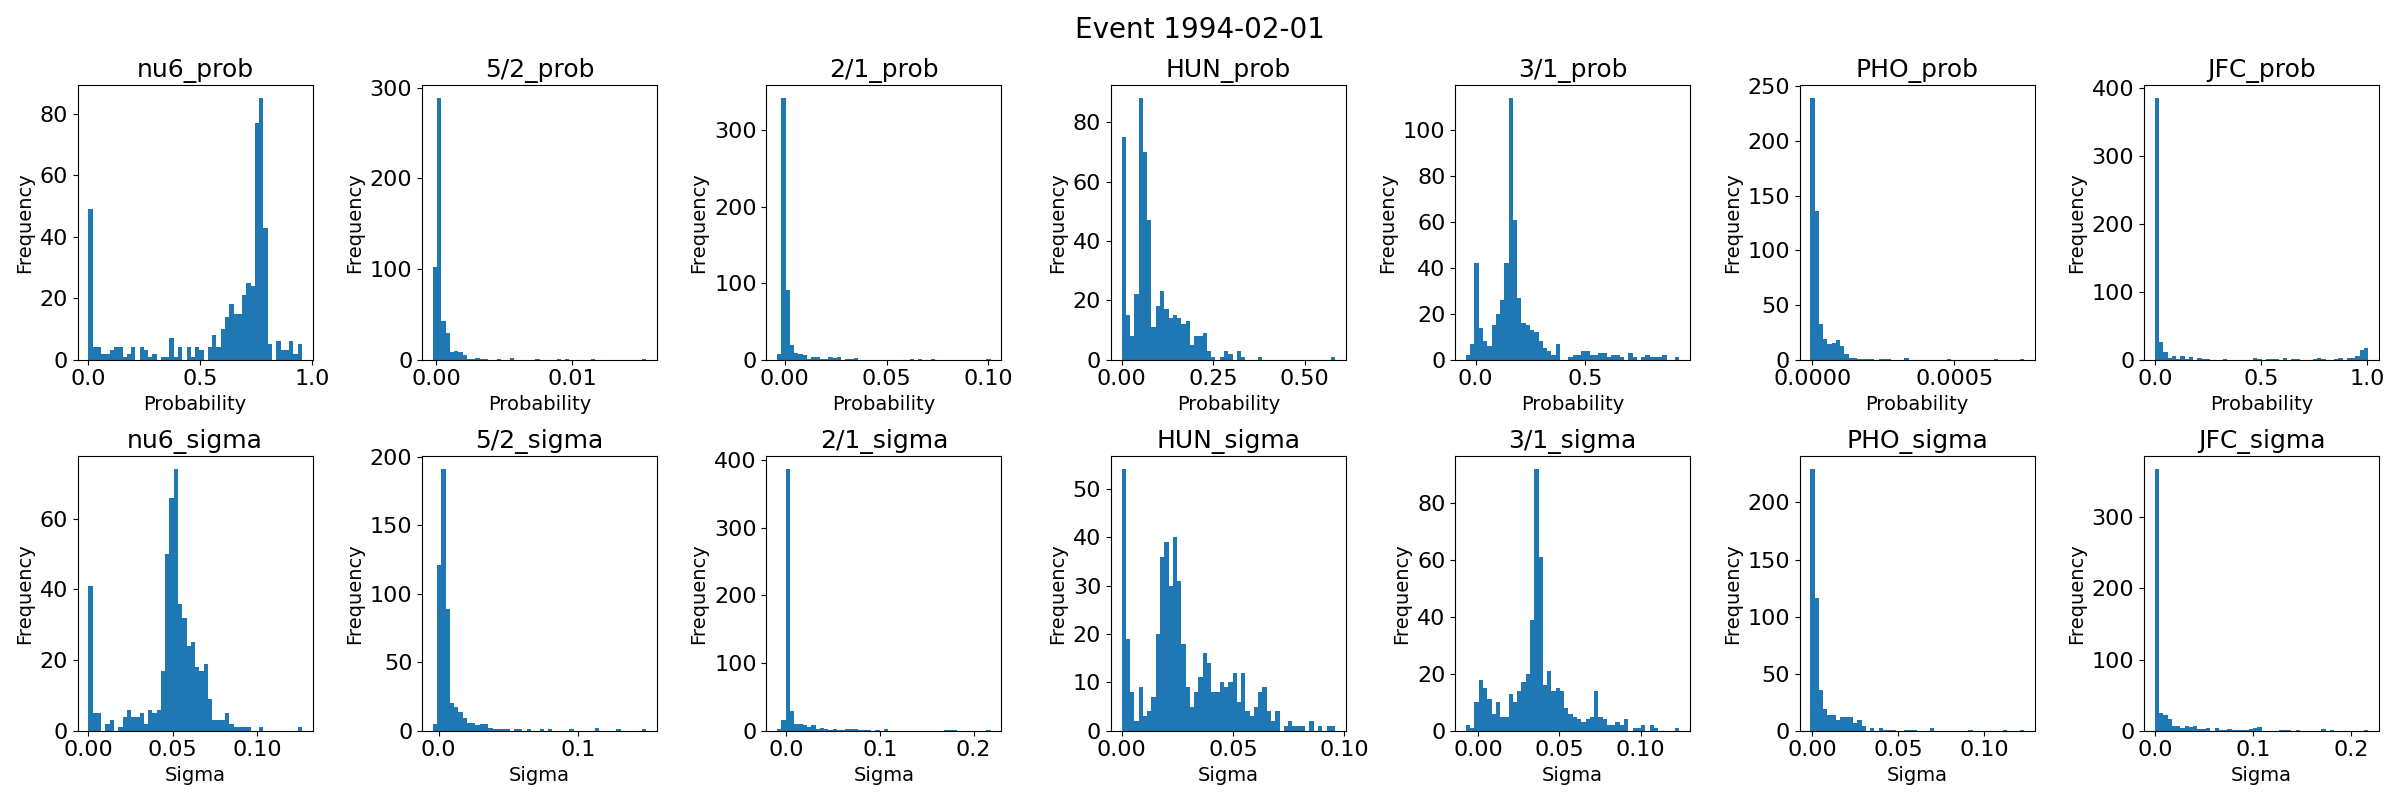 Event 1994-02-01
nu6_prob 5/2_prob 2/1_prob HUN_prob 3/1_prob PHO_prob JFC_prob
Frequency 0 20 40 60 80 0.0 0.5 1.0 Probability
Frequency 0 100 200 300 0.00 0.01 Probability
Frequency 0 100 200 300 0.00 0.05 0.10 Probability
Frequency 0 20 40 60 80 0.00 0.25 0.50 Probability
Frequency 0 20 40 60 80 100 0.0 0.5 Probability
Frequency 0 50 100 150 200 250 0.0000 0.0005 Probability
Frequency 0 100 200 300 400 0.0 0.5 1.0 Probability
nu6_sigma 5/2_sigma 2/1_sigma HUN_sigma 3/1_sigma PHO_sigma JFC_sigma
Frequency 0 20 40 60 0.00 0.05 0.10 Sigma
Frequency 0 50 100 150 200 0.0 0.1 Sigma
Frequency 0 100 200 300 400 0.0 0.1 0.2 Sigma
Frequency 0 10 20 30 40 50 0.00 0.05 0.10 Sigma
Frequency 0 20 40 60 80 0.00 0.05 0.10 Sigma
Frequency 0 50 100 150 200 0.00 0.05 0.10 Sigma
Frequency 0 100 200 300 0.0 0.1 0.2 Sigma